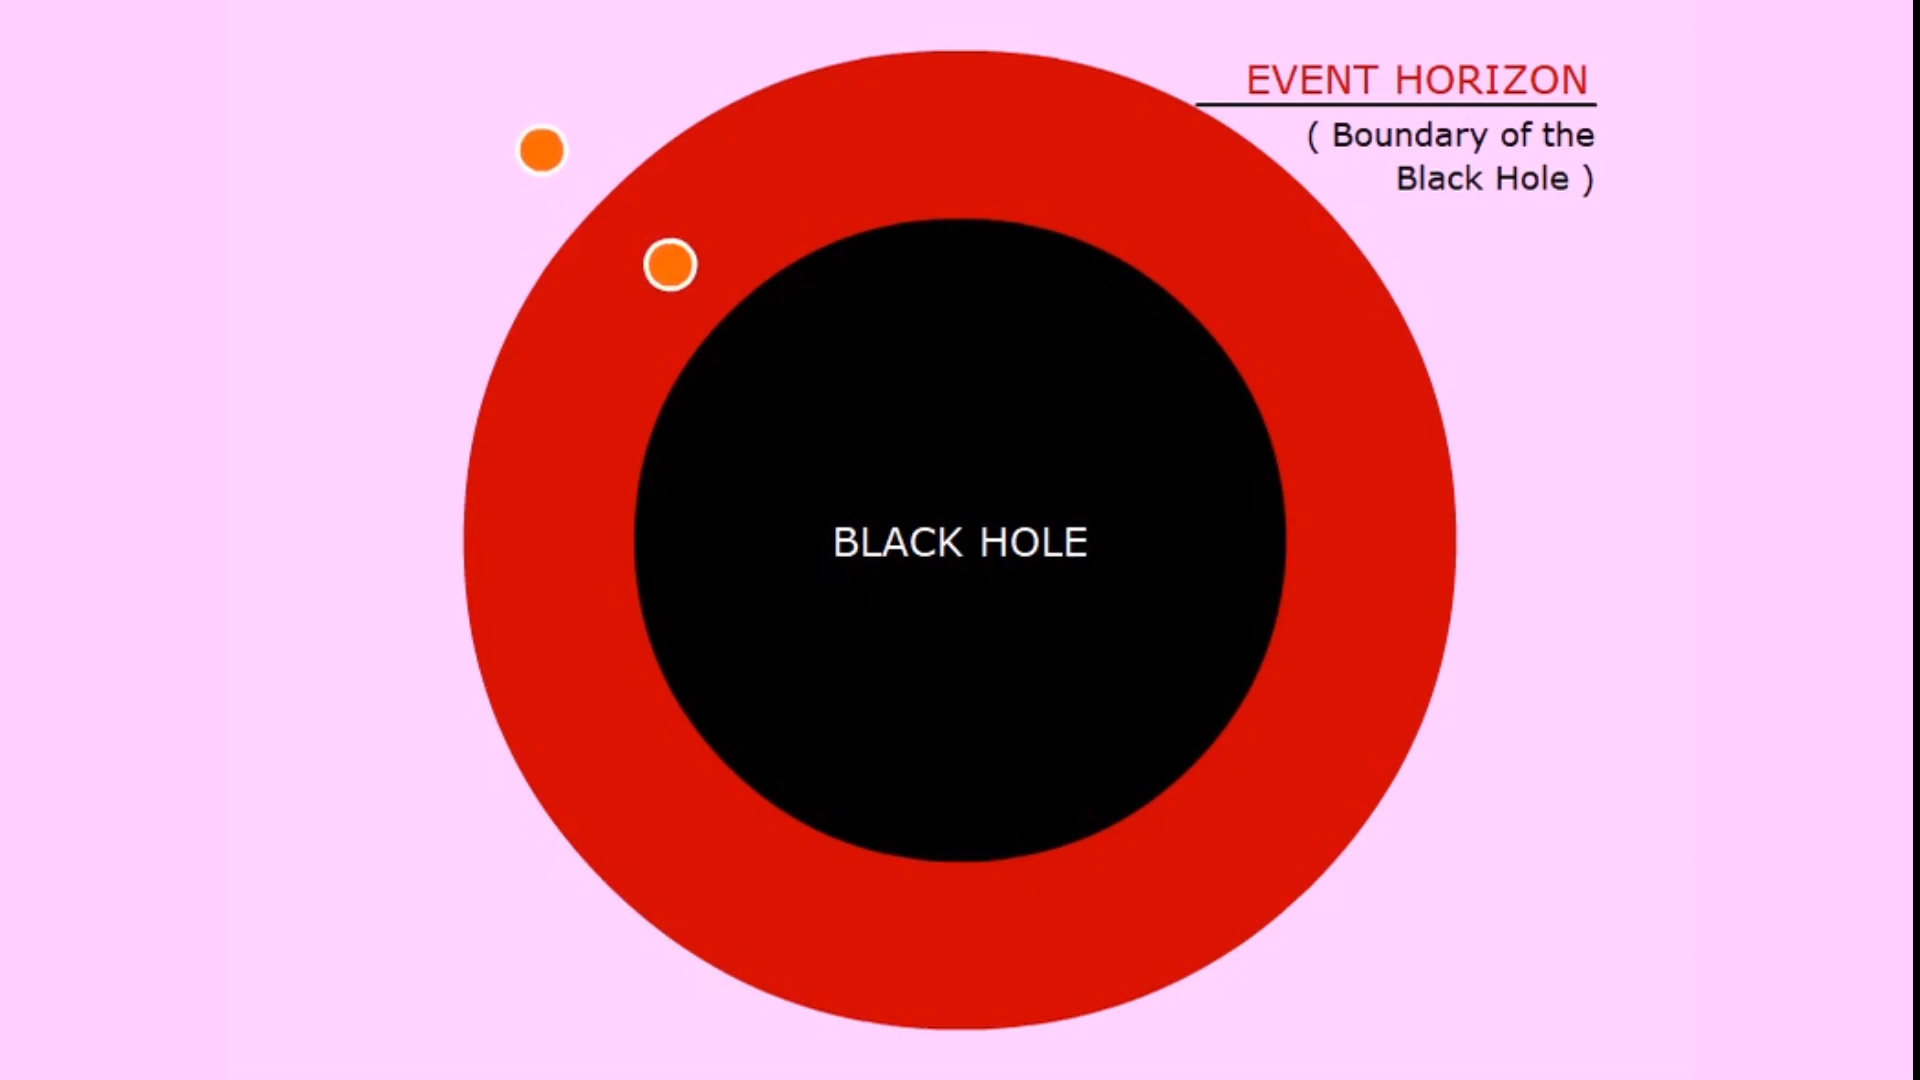 EVENT HORIZON
( Boundary of the
Black Hole )
BLACK HOLE